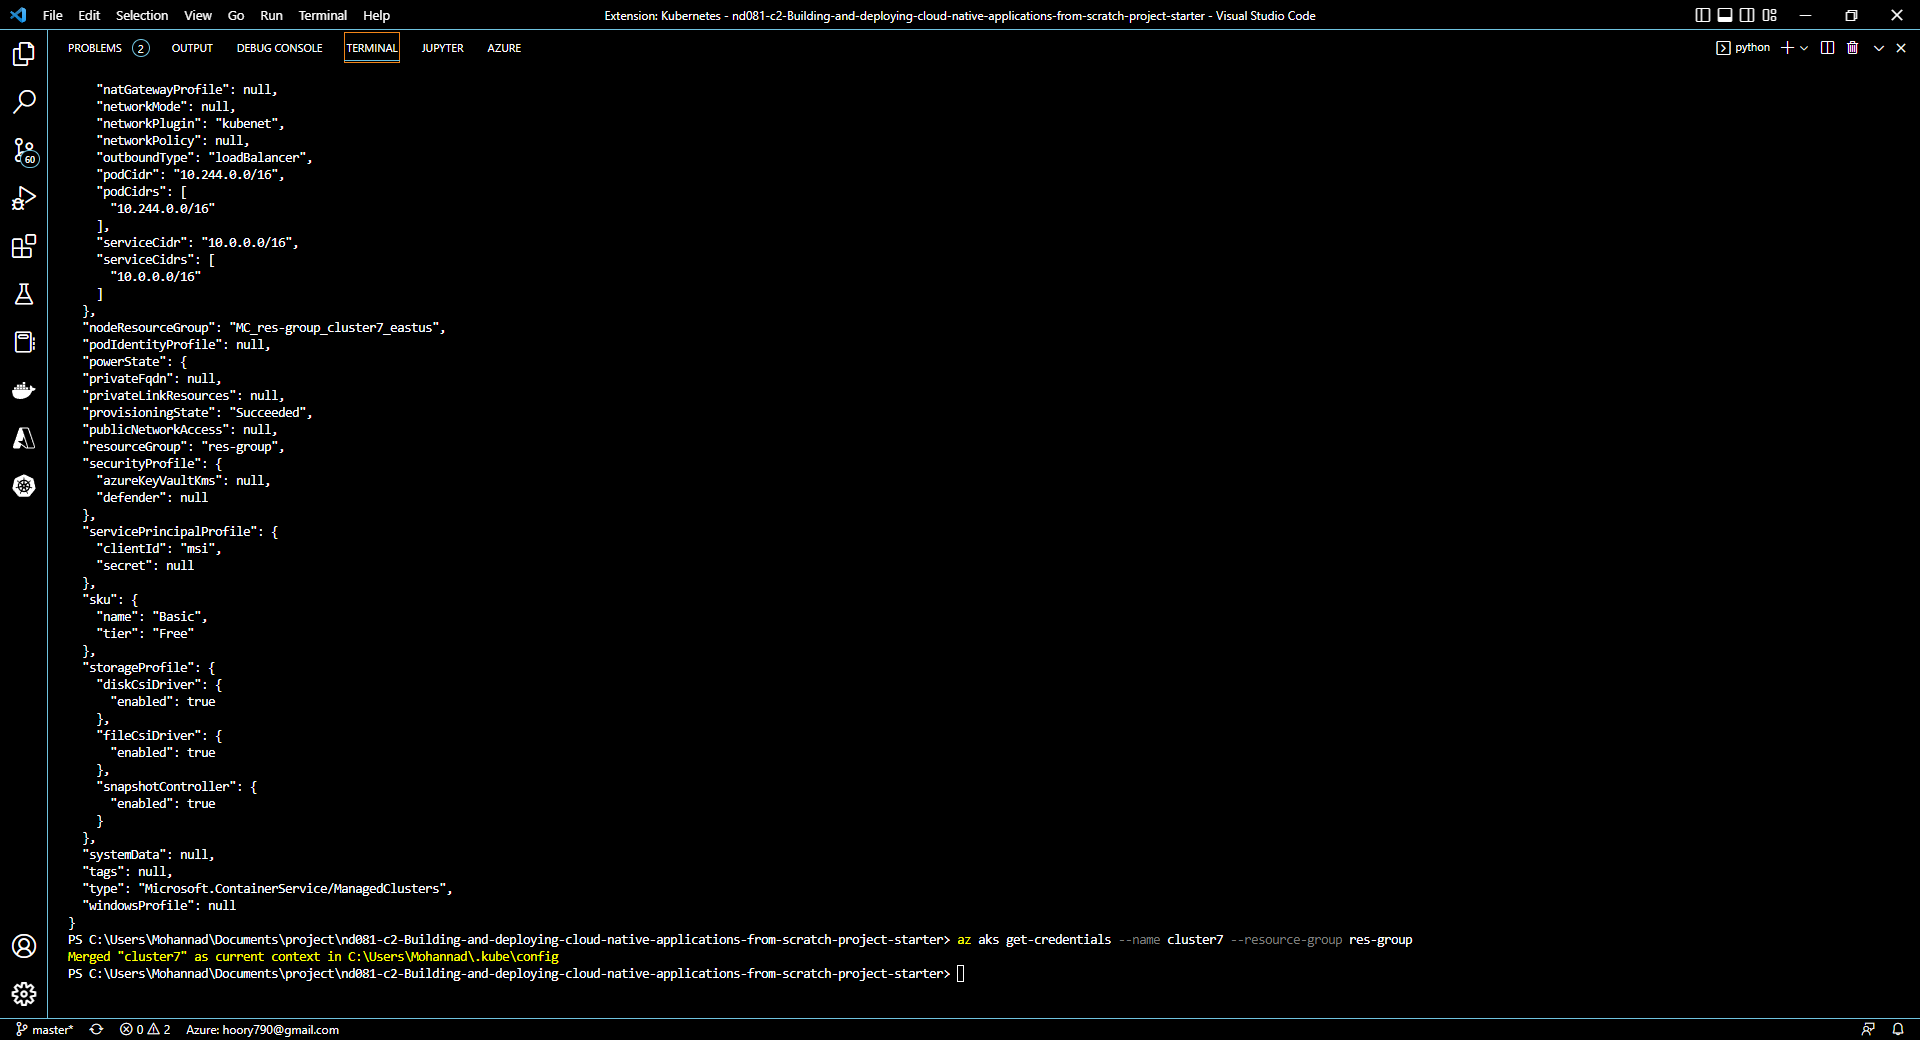 File Edit Selection View Go Run Terminal Help Extension: Kubernetes - nd081-c2-Building-and-deploying-cloud-native-applications-from-scratch-project-starter - Visual Studio Code
PROBLEMS 2 OUTPUT DEBUG CONSOLE TERMINAL JUPYTER AZURE python
"natGatewayProfile": null,
"networkMode": null,
"networkPlugin": "kubenet",
"networkPolicy": null,
"outboundType": "loadBalancer",
"podCidr": "10.244.0.0/16",
"podCidrs": [
"10.244.0.0/16"
],
"serviceCidr": "10.0.0.0/16",
"serviceCidrs": [
"10.0.0.0/16"
]
},
"nodeResourceGroup": "MC_res-group_cluster7_eastus",
"podIdentityProfile": null,
"powerState": {
"privateFqdn": null,
"privateLinkResources": null,
"provisioningState": "Succeeded",
"publicNetworkAccess": null,
"resourceGroup": "res-group",
"securityProfile": {
"azureKeyVaultKms": null,
"defender": null
},
"servicePrincipalProfile": {
"clientId": "msi",
"secret": null
},
"sku": {
"name": "Basic",
"tier": "Free"
},
"storageProfile": {
"diskCsiDriver": {
"enabled": true
},
"fileCsiDriver": {
"enabled": true
},
"snapshotController": {
"enabled": true
}
},
"systemData": null,
"tags": null,
"type": "Microsoft.ContainerService/ManagedClusters",
"windowsProfile": null
}
PS C:\Users\Mohannad\Documents\project\nd081-c2-Building-and-deploying-cloud-native-applications-from-scratch-project-starter> az aks get-credentials --name cluster7 --resource-group res-group
Merged "cluster7" as current context in C:\Users\Mohannad\.kube\config
PS C:\Users\Mohannad\Documents\project\nd081-c2-Building-and-deploying-cloud-native-applications-from-scratch-project-starter>
60
master* 0 2 Azure: hoory790@gmail.com